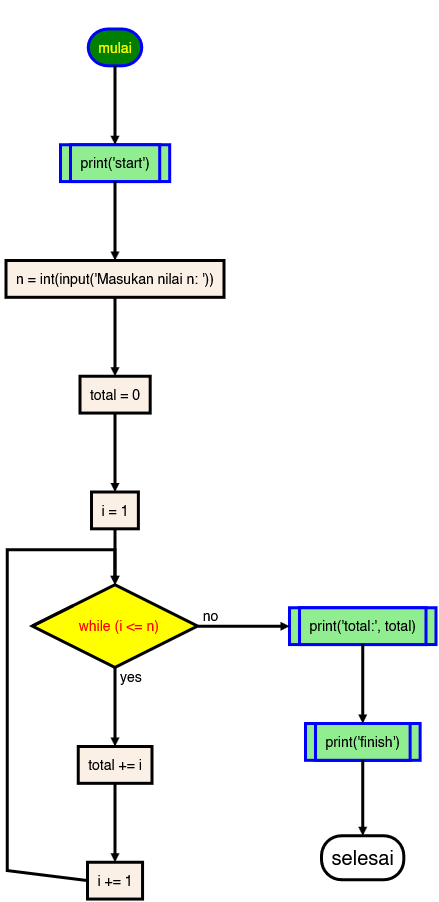 mulai
print('start')
n = int(input('Masukan nilai n: '))
total = 0
i = 1
while (i <= n)
no
print('total:', total)
yes
print('finish')
total += i
selesai
i += 1